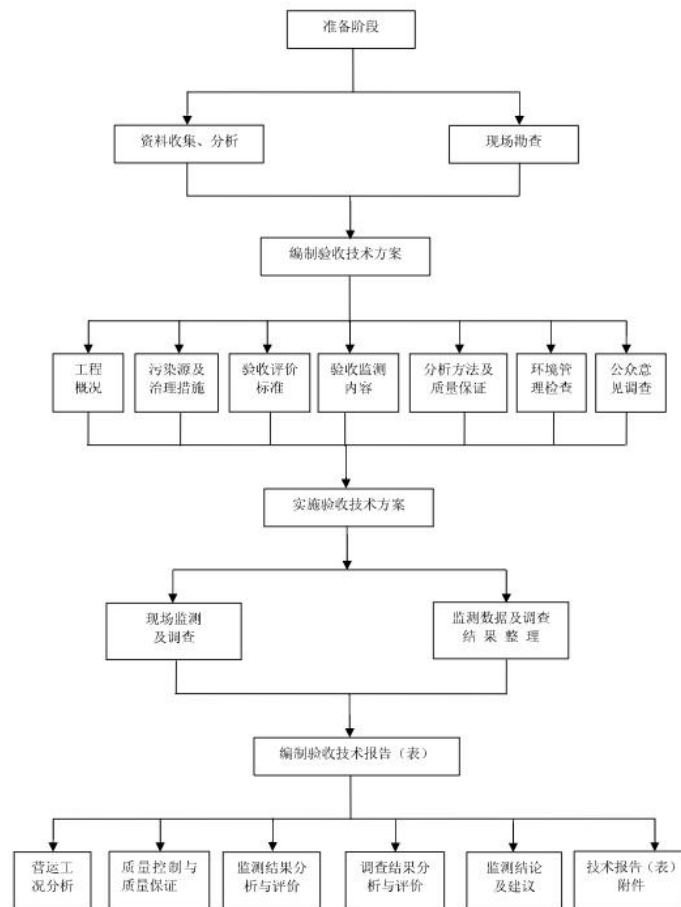 准备阶段
资料收集、分析
现场勘查
编制验收技术方案
工程
概况
污染源及
治理措施
验收评价
标准
验收监测
内容
分析方法及
质量保证
环境管
理检查
公众意
见调查
实施验收技术方案
现场监测
及调查
监测数据及调查
结 果 整 理
编制验收技术报告（表）
营运工
况分析
质量控制与
质量保证
监测结果分
析与评价
调查结果分
析与评价
监测结论
及建议
技术报告（表）
附件